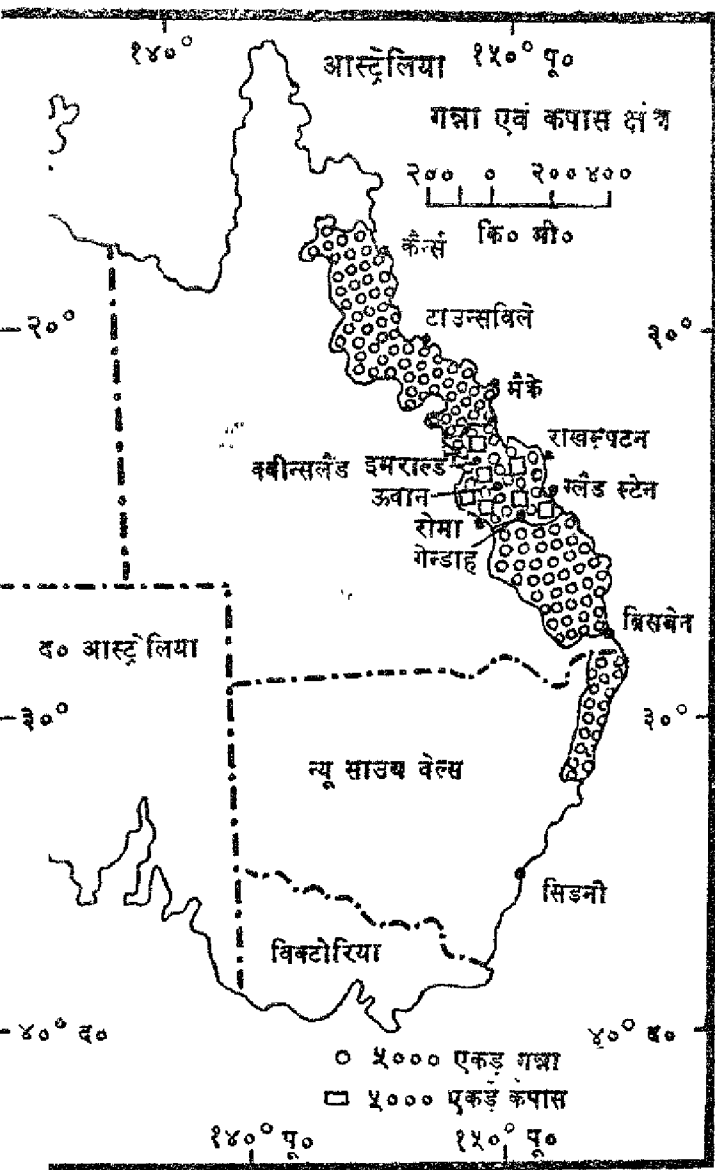 १४०°
आस्ट्रेलिया १५०° पू०
गन्ना एवं कपास क्षेत्र
२०० ० २०० ४००
कि० मी०
कैर्न्स
टाउन्सविले
२०° २०°
मैके
राखम्पटन
क्वीन्सलैंड इमराल्ड
ऊवान ग्लैड स्टेन
रोमा
गेन्डाह
ब्रिसबेन
द० आस्ट्रेलिया
३०° ३०°
न्यू साउथ वेल्स
सिडनी
विक्टोरिया
४०° द० ४०° द०
५००० एकड़ गन्ना
५००० एकड़ कपास
१४०° पू० १५०° पू०